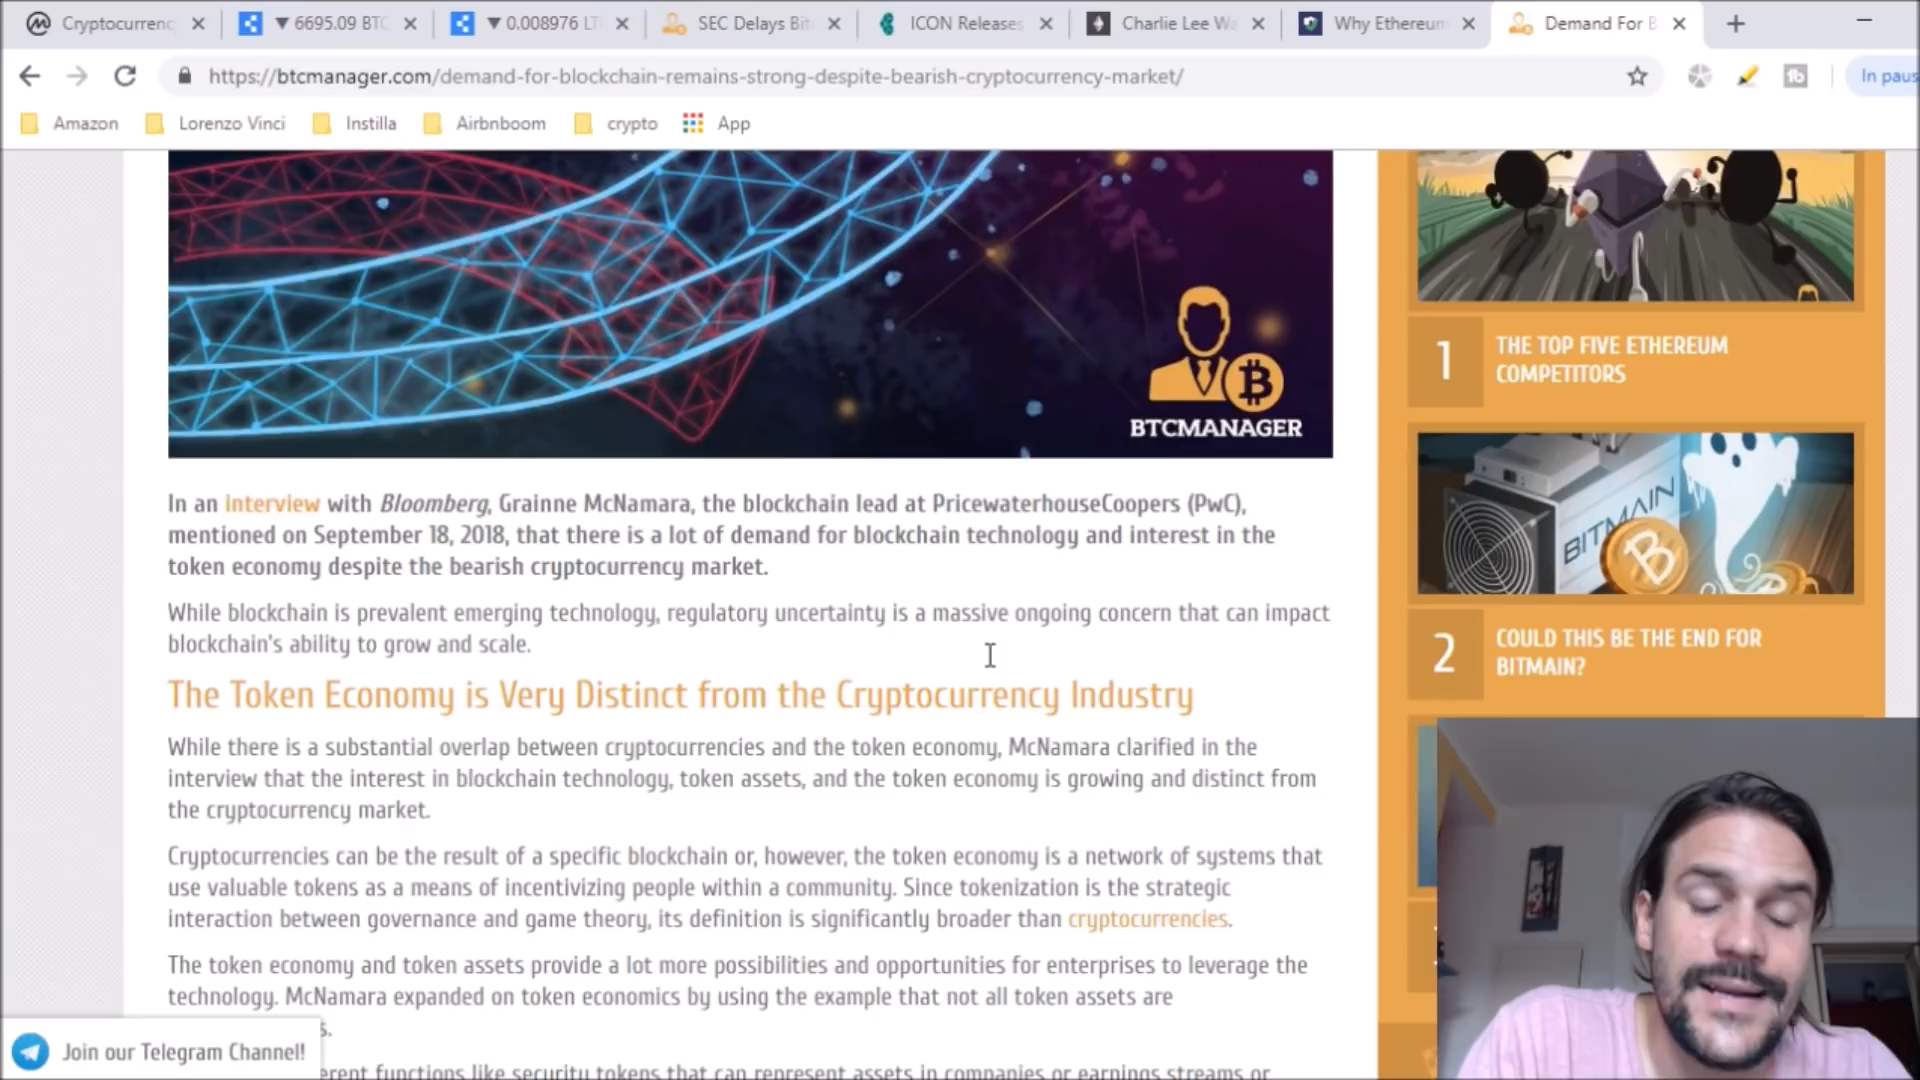 Cryptocurrency
▼ 6695.09 BTC
▼ 0.008976 LT
SEC Delays Bit
ICON Releases
Charlie Lee Wa
Why Ethereum
Demand For B
https://btcmanager.com/demand-for-blockchain-remains-strong-despite-bearish-cryptocurrency-market/
In paus
Amazon
Lorenzo Vinci
Instilla
Airbnboom
crypto
App
BTCMANAGER
In an Interview with Bloomberg, Grainne McNamara, the blockchain lead at PricewaterhouseCoopers (PwC),
mentioned on September 18, 2018, that there is a lot of demand for blockchain technology and interest in the
token economy despite the bearish cryptocurrency market.
While blockchain is prevalent emerging technology, regulatory uncertainty is a massive ongoing concern that can impact
blockchain's ability to grow and scale.
The Token Economy is Very Distinct from the Cryptocurrency Industry
While there is a substantial overlap between cryptocurrencies and the token economy, McNamara clarified in the
interview that the interest in blockchain technology, token assets, and the token economy is growing and distinct from
the cryptocurrency market.
Cryptocurrencies can be the result of a specific blockchain or, however, the token economy is a network of systems that
use valuable tokens as a means of incentivizing people within a community. Since tokenization is the strategic
interaction between governance and game theory, its definition is significantly broader than cryptocurrencies.
The token economy and token assets provide a lot more possibilities and opportunities for enterprises to leverage the
technology. McNamara expanded on token economics by using the example that not all token assets are
s.
erent functions like security tokens that can represent assets in companies or earnings streams or
Join our Telegram Channel!
1
THE TOP FIVE ETHEREUM
COMPETITORS
BITMAIN
2
COULD THIS BE THE END FOR
BITMAIN?